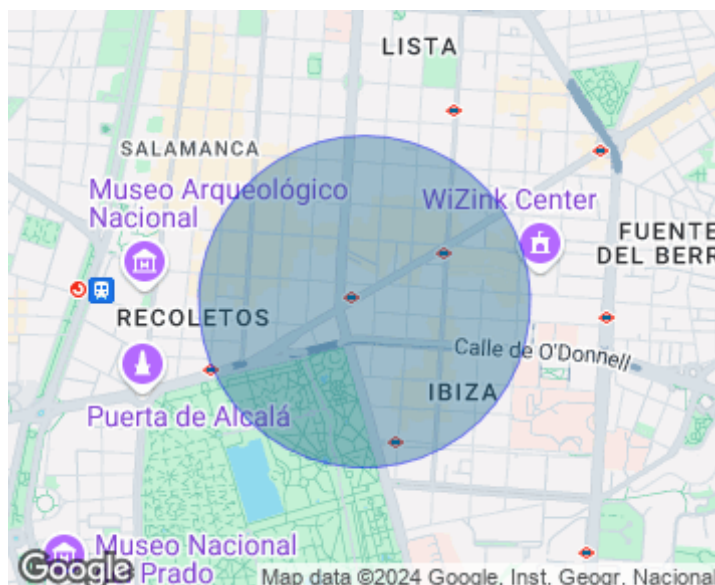 LISTA
SALAMANCA
Museo Arqueológico
Nacional
WiZink Center
FUENTE
DEL BERR
RECOLETOS
Calle de O'Donnell
IBIZA
Puerta de Alcalá
Museo Nacional
Prado
Google
Map data ©2024 Google, Inst. Geogr. Nacional